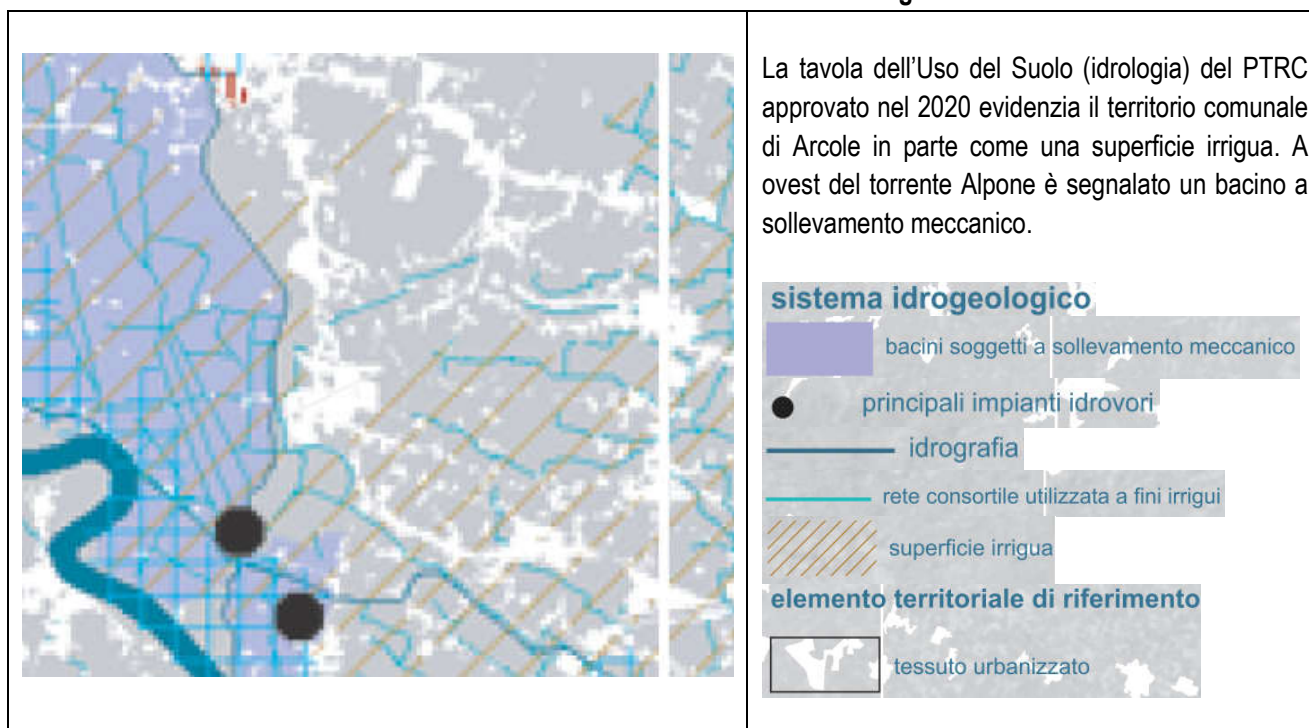 La tavola dell’Uso del Suolo (idrologia) del PTRC
approvato nel 2020 evidenzia il territorio comunale
di Arcole in parte come una superficie irrigua. A
ovest del torrente Alpone è segnalato un bacino a
sollevamento meccanico.
sistema idrogeologico
bacini soggetti a sollevamento meccanico
principali impianti idrovori
idrografia
rete consortile utilizzata a fini irrigui
superficie irrigua
elemento territoriale di riferimento
tessuto urbanizzato